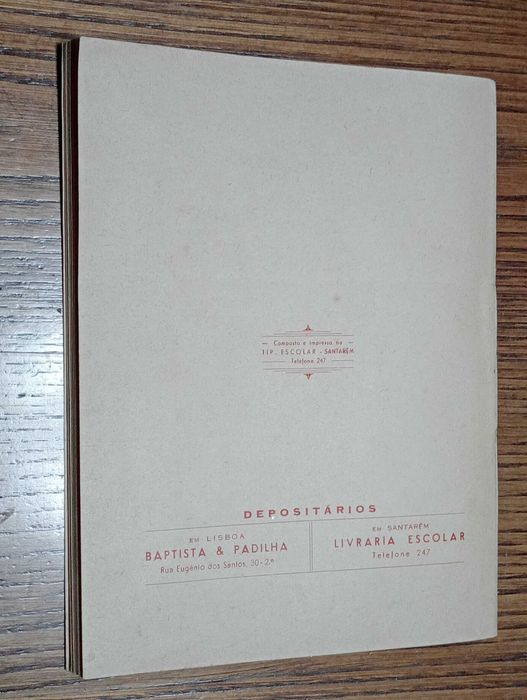 Composto e impresso na
TIP. ESCOLAR - SANTARÉM
Telefone 247
DEPOSITÁRIOS
EM LISBOA
BAPTISTA & PADILHA
Rua Eugénio dos Santos, 30-2.º
EM SANTARÉM
LIVRARIA ESCOLAR
Telefone 247